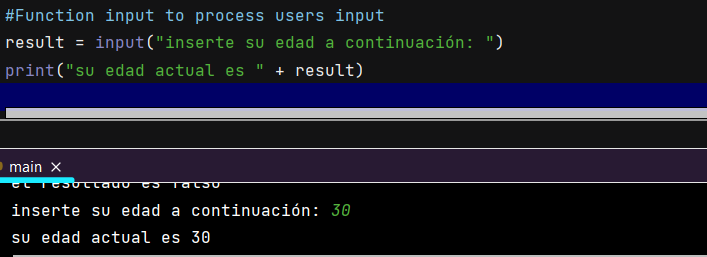 #Function input to process users input
result = input("inserte su edad a continuación: ")
print("su edad actual es " + result)
main
el resultado es falso
inserte su edad a continuación: 30
su edad actual es 30